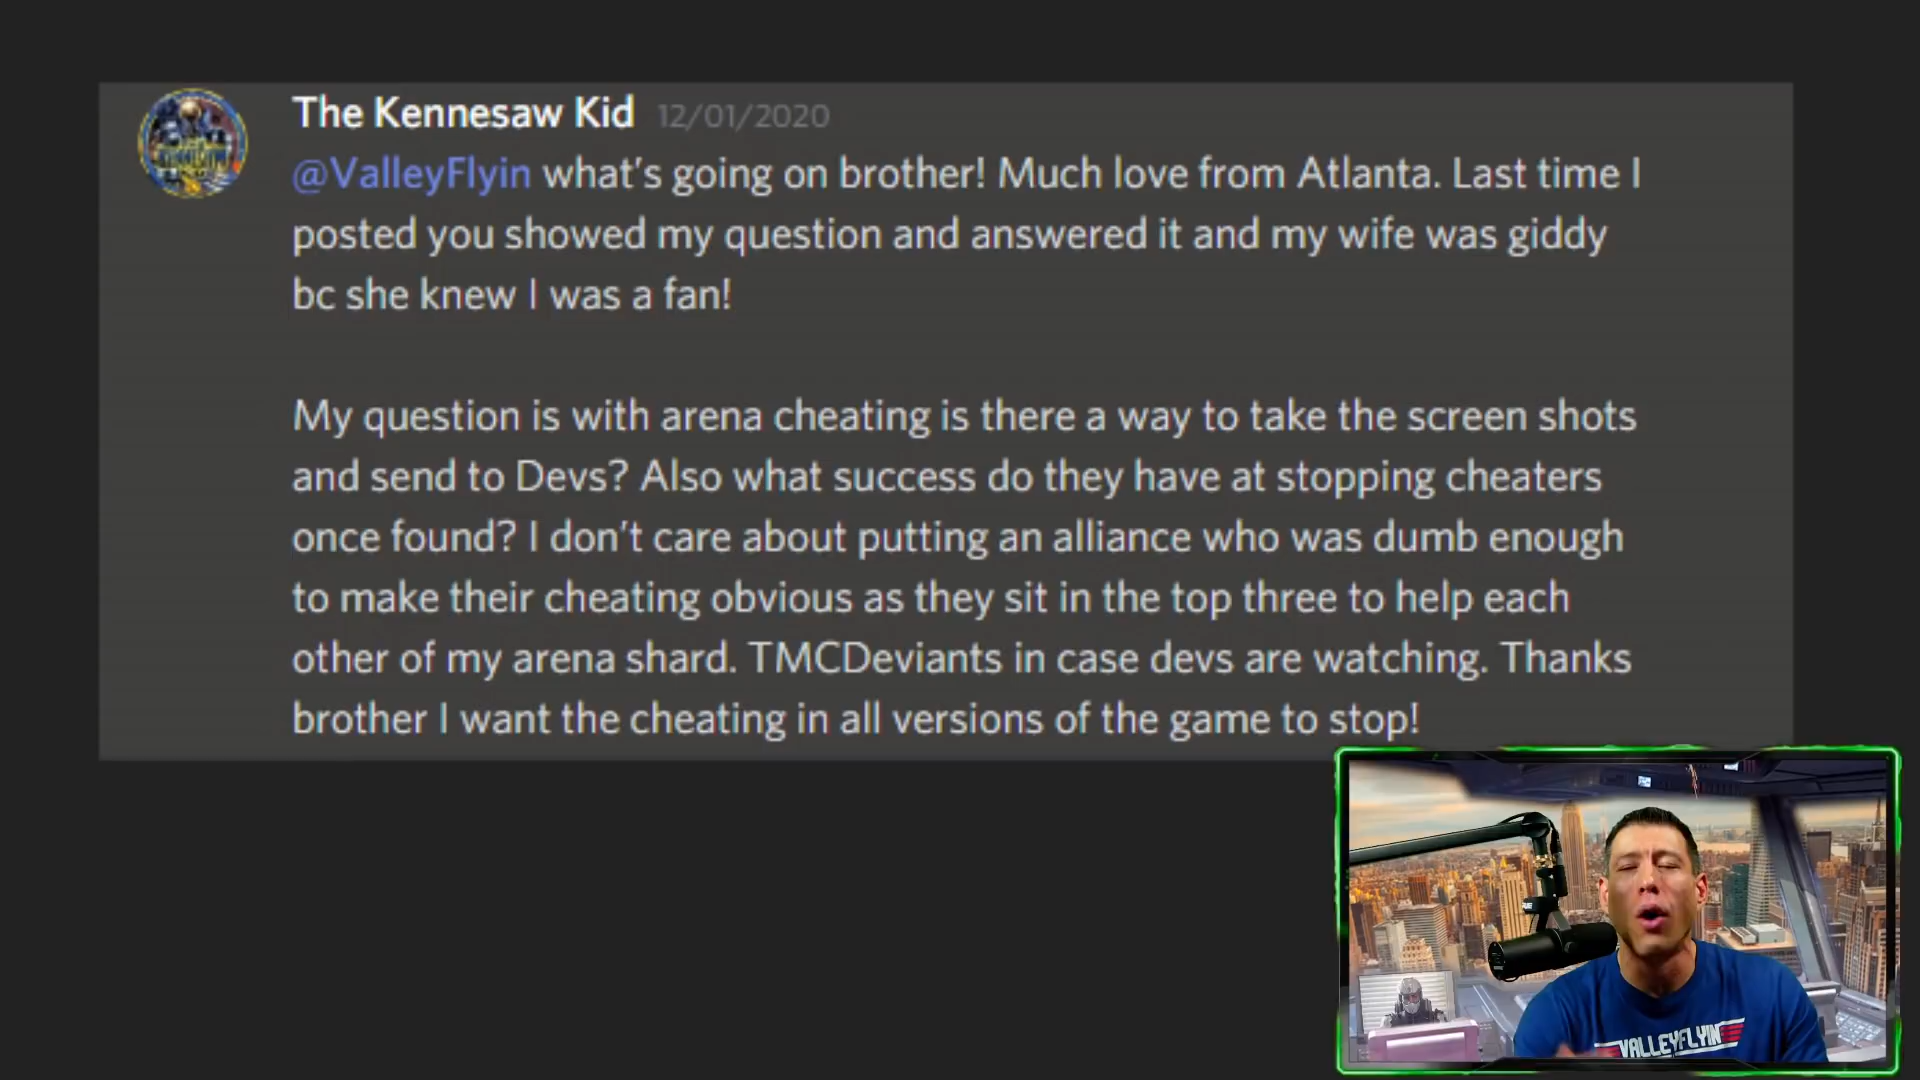 The Kennesaw Kid 12/01/2020
@ValleyFlyin what's going on brother! Much love from Atlanta. Last time I
posted you showed my question and answered it and my wife was giddy
bc she knew I was a fan!
My question is with arena cheating is there a way to take the screen shots
and send to Devs? Also what success do they have at stopping cheaters
once found? I don't care about putting an alliance who was dumb enough
to make their cheating obvious as they sit in the top three to help each
other of my arena shard. TMCDeviants in case devs are watching. Thanks
brother I want the cheating in all versions of the game to stop!
VALLEYFLYIN